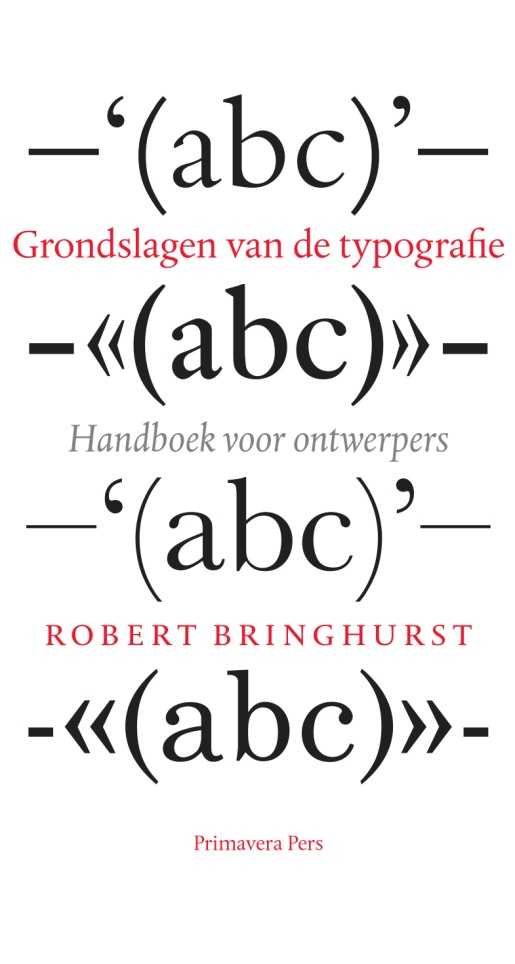 —‘(abc)’—
Grondslagen van de typografie
-«(abc)»-
Handboek voor ontwerpers
—‘(abc)’—
ROBERT BRINGHURST
-«(abc)»-
Primavera Pers